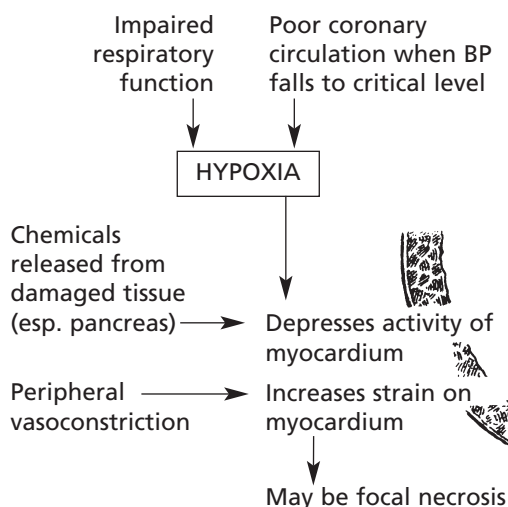 Impaired
respiratory
function
Poor coronary
circulation when BP
falls to critical level
HYPOXIA
Chemicals
released from
damaged tissue
(esp. pancreas)
Depresses activity of
myocardium
Peripheral
vasoconstriction
Increases strain on
myocardium
May be focal necrosis